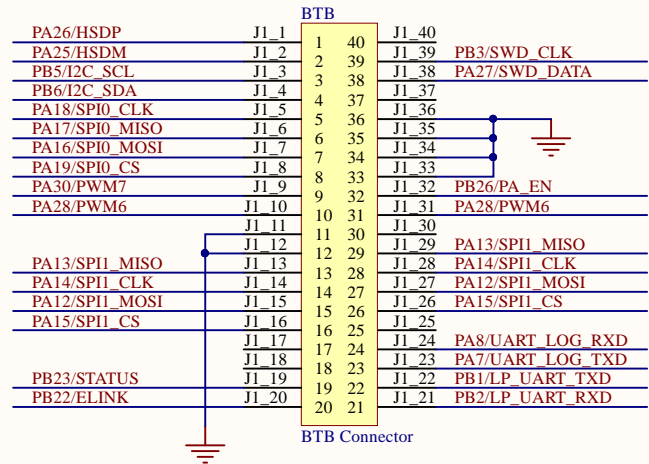 BTB
PA26/HSDP J1_1 1 40 J1_40
PA25/HSDM J1_2 2 39 J1_39 PB3/SWD_CLK
PB5/I2C_SCL J1_3 3 38 J1_38 PA27/SWD_DATA
PB6/I2C_SDA J1_4 4 37 J1_37
PA18/SPI0_CLK J1_5 5 36 J1_36
PA17/SPI0_MISO J1_6 6 35 J1_35
PA16/SPI0_MOSI J1_7 7 34 J1_34
PA19/SPI0_CS J1_8 8 33 J1_33
PA30/PWM7 J1_9 9 32 J1_32 PB26/PA_EN
PA28/PWM6 J1_10 10 31 J1_31 PA28/PWM6
J1_11 11 30 J1_30
J1_12 12 29 J1_29 PA13/SPI1_MISO
PA13/SPI1_MISO J1_13 13 28 J1_28 PA14/SPI1_CLK
PA14/SPI1_CLK J1_14 14 27 J1_27 PA12/SPI1_MOSI
PA12/SPI1_MOSI J1_15 15 26 J1_26 PA15/SPI1_CS
PA15/SPI1_CS J1_16 16 25 J1_25
J1_17 17 24 J1_24 PA8/UART_LOG_RXD
J1_18 18 23 J1_23 PA7/UART_LOG_TXD
PB23/STATUS J1_19 19 22 J1_22 PB1/LP_UART_TXD
PB22/ELINK J1_20 20 21 J1_21 PB2/LP_UART_RXD
BTB Connector